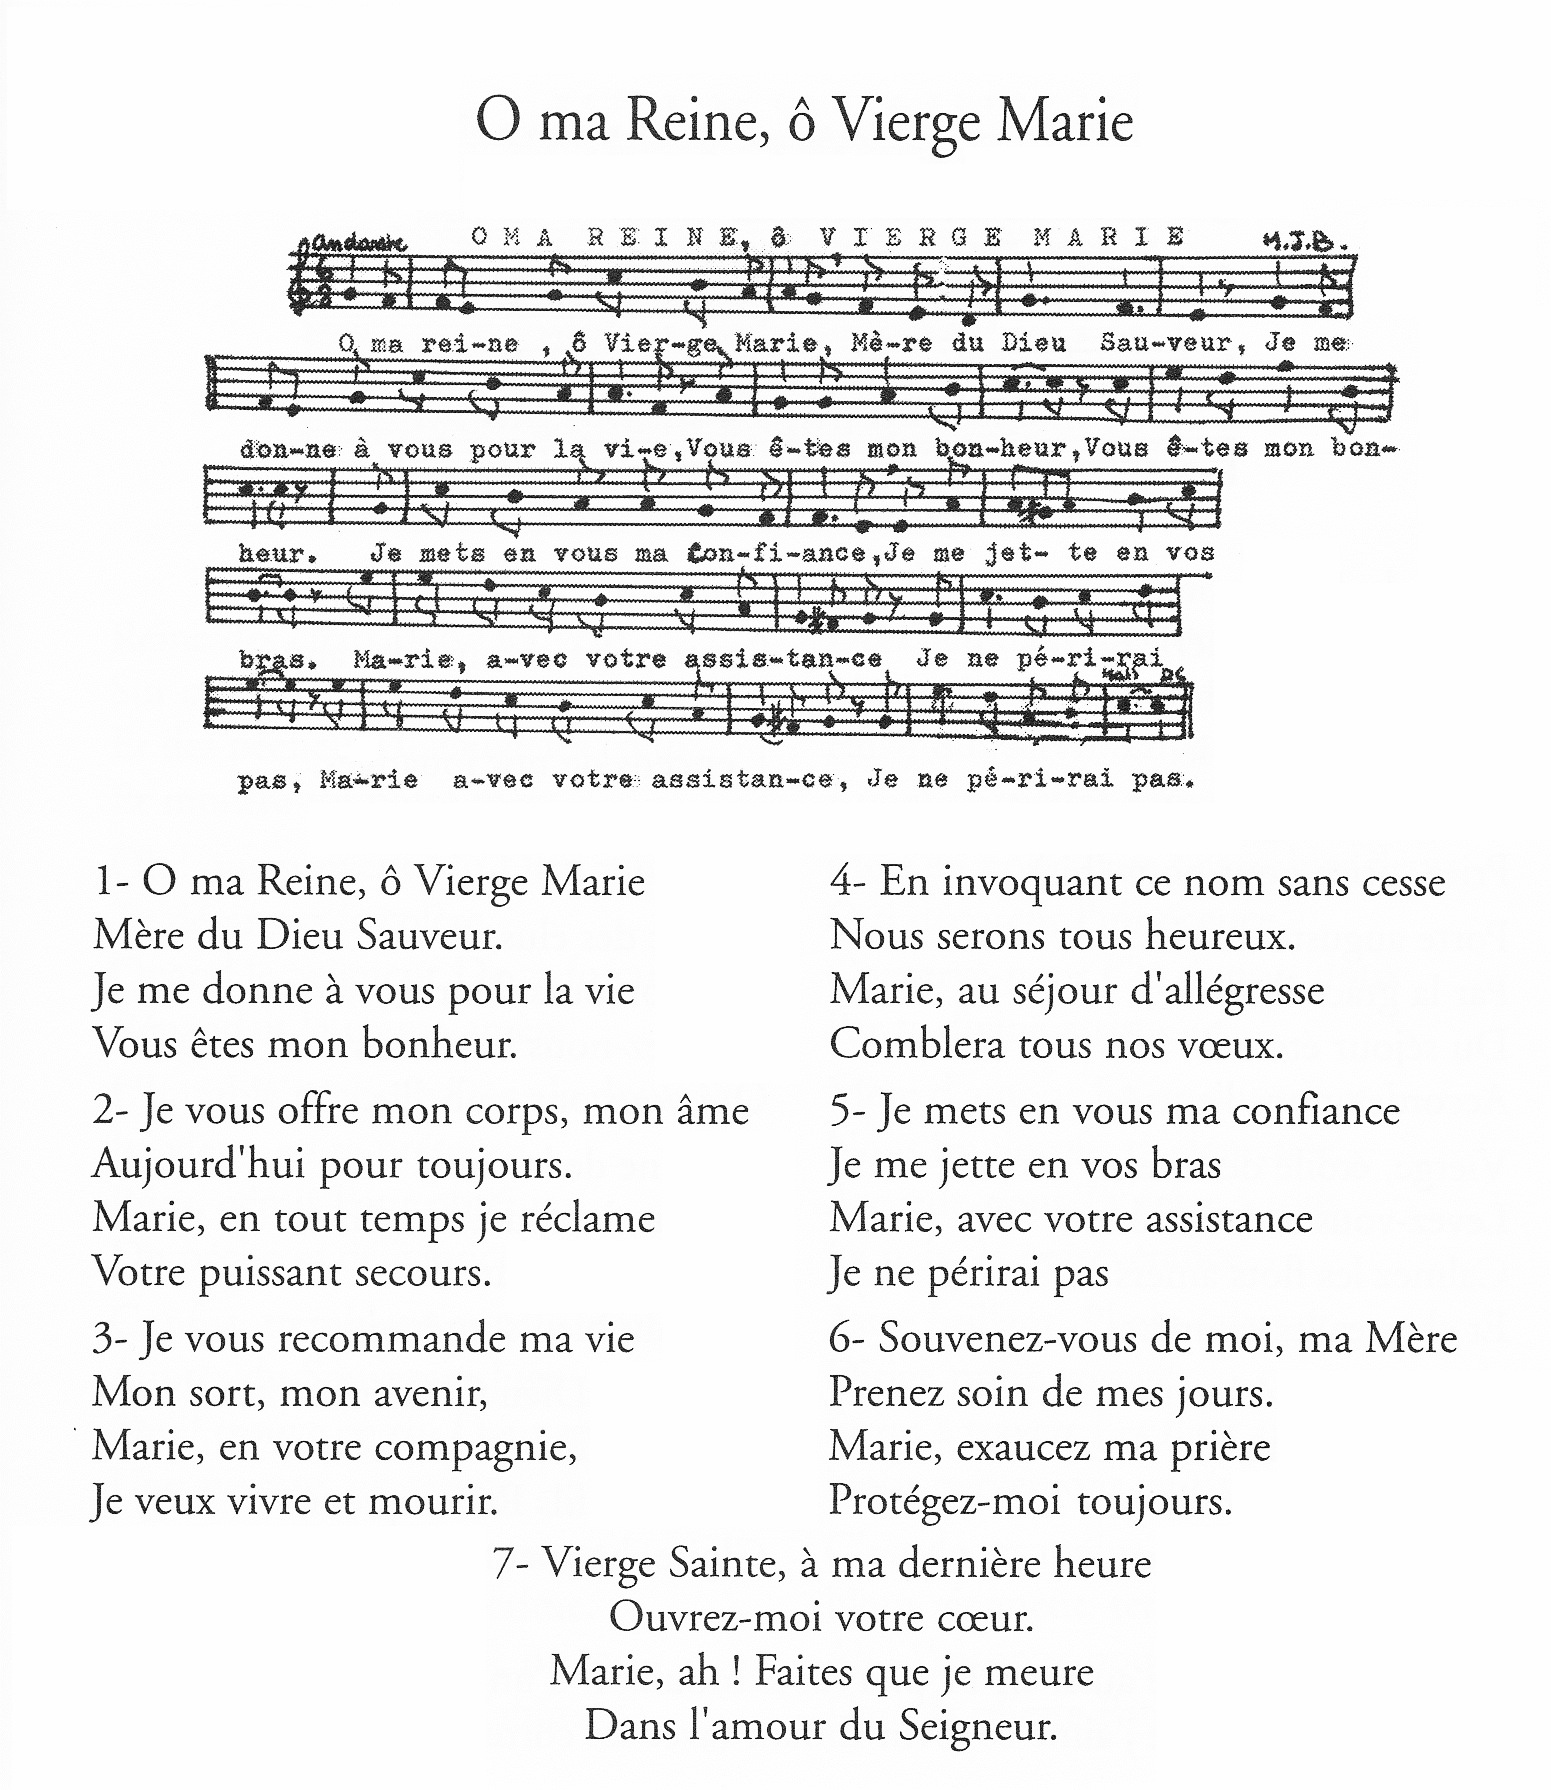 O ma Reine, ô Vierge Marie
Andante
O MA REINE, ô VIERGE MARIE
M.J.B.
O ma rei-ne , ô Vier-ge Marie, Mè-re du Dieu Sau-veur, Je me
don-ne à vous pour la vi-e,Vous ê-tes mon bon-heur,Vous ê-tes mon bon-
heur. Je mets en vous ma Con-fi-ance,Je me jet- te en vos
bras. Ma-rie, a-vec votre assis-tan-ce Je ne pé-ri-rai
DC
pas, Ma-rie a-vec votre assistan-ce, Je ne pé-ri-rai pas.
1- O ma Reine, ô Vierge Marie
Mère du Dieu Sauveur.
Je me donne à vous pour la vie
Vous êtes mon bonheur.
2- Je vous offre mon corps, mon âme
Aujourd'hui pour toujours.
Marie, en tout temps je réclame
Votre puissant secours.
3- Je vous recommande ma vie
Mon sort, mon avenir,
Marie, en votre compagnie,
Je veux vivre et mourir.
4- En invoquant ce nom sans cesse
Nous serons tous heureux.
Marie, au séjour d'allégresse
Comblera tous nos vœux.
5- Je mets en vous ma confiance
Je me jette en vos bras
Marie, avec votre assistance
Je ne périrai pas
6- Souvenez-vous de moi, ma Mère
Prenez soin de mes jours.
Marie, exaucez ma prière
Protégez-moi toujours.
7- Vierge Sainte, à ma dernière heure
Ouvrez-moi votre cœur.
Marie, ah ! Faites que je meure
Dans l'amour du Seigneur.